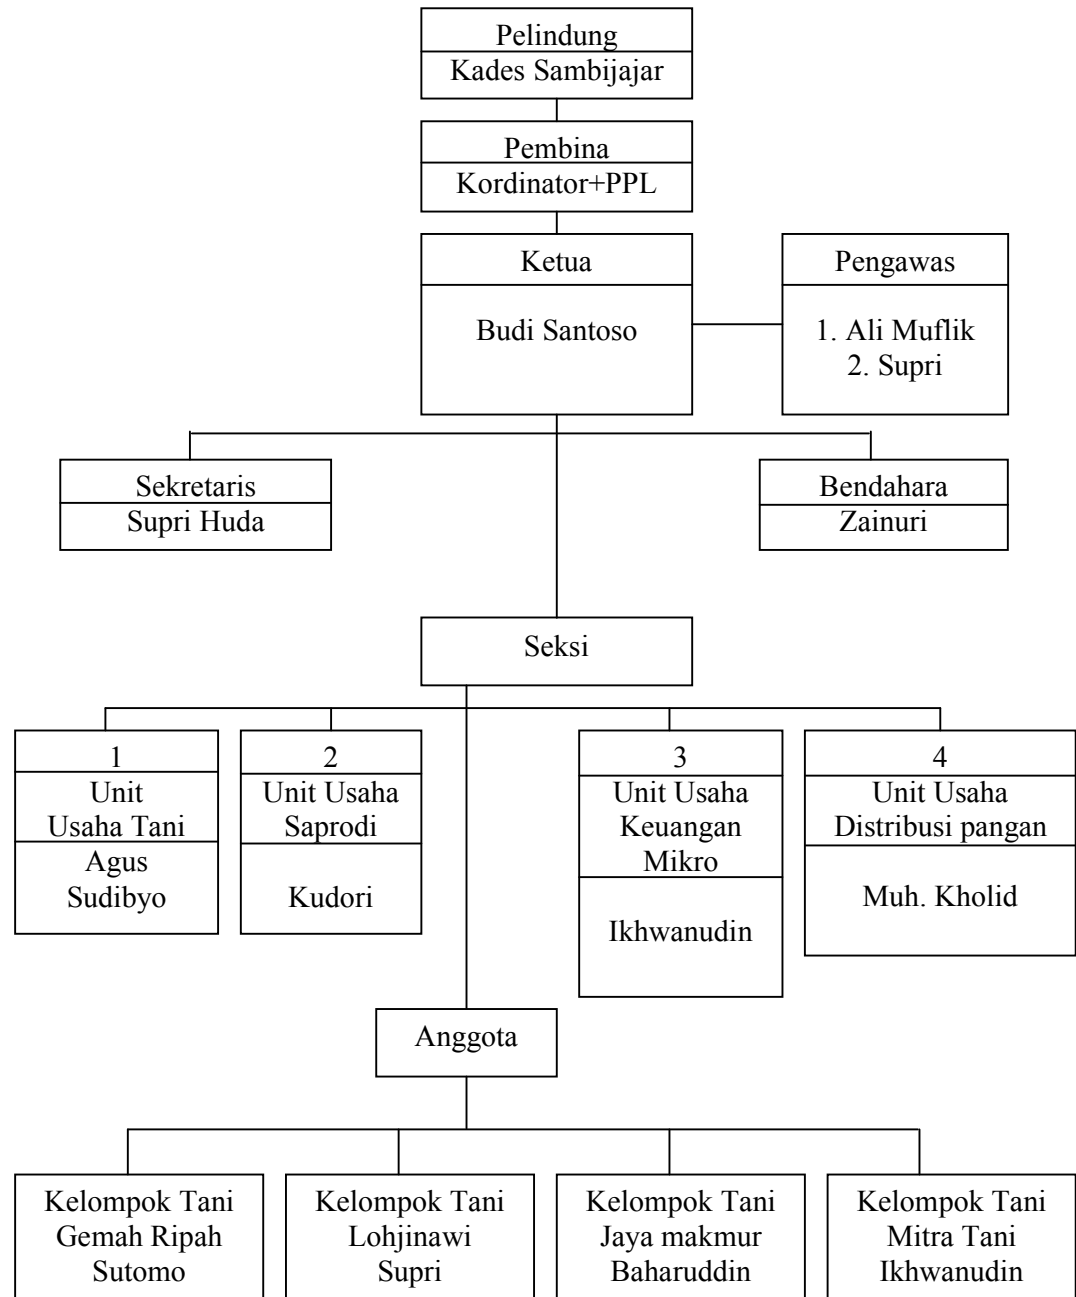 Pelindung
Kades Sambijajar
Pembina
Kordinator+PPL
Ketua
Budi Santoso
Pengawas
1. Ali Muflik
2. Supri
Sekretaris
Supri Huda
Bendahara
Zainuri
Seksi
1
Unit
Usaha Tani
Agus
Sudibyo
2
Unit Usaha
Saprodi
Kudori
3
Unit Usaha
Keuangan
Mikro
Ikhwanudin
4
Unit Usaha
Distribusi pangan
Muh. Kholid
Anggota
Kelompok Tani
Gemah Ripah
Sutomo
Kelompok Tani
Lohjinawi
Supri
Kelompok Tani
Jaya makmur
Baharuddin
Kelompok Tani
Mitra Tani
Ikhwanudin